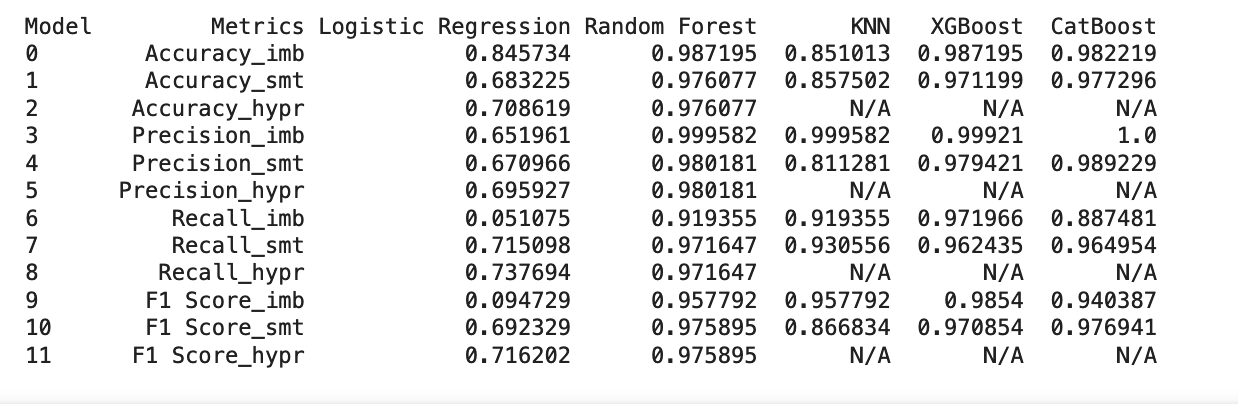 Model Metrics Logistic Regression Random Forest KNN XGBoost CatBoost
0 Accuracy_imb 0.845734 0.987195 0.851013 0.987195 0.982219
1 Accuracy_smt 0.683225 0.976077 0.857502 0.971199 0.977296
2 Accuracy_hypr 0.708619 0.976077 N/A N/A N/A
3 Precision_imb 0.651961 0.999582 0.999582 0.99921 1.0
4 Precision_smt 0.670966 0.980181 0.811281 0.979421 0.989229
5 Precision_hypr 0.695927 0.980181 N/A N/A N/A
6 Recall_imb 0.051075 0.919355 0.919355 0.971966 0.887481
7 Recall_smt 0.715098 0.971647 0.930556 0.962435 0.964954
8 Recall_hypr 0.737694 0.971647 N/A N/A N/A
9 F1 Score_imb 0.094729 0.957792 0.957792 0.9854 0.940387
10 F1 Score_smt 0.692329 0.975895 0.866834 0.970854 0.976941
11 F1 Score_hypr 0.716202 0.975895 N/A N/A N/A